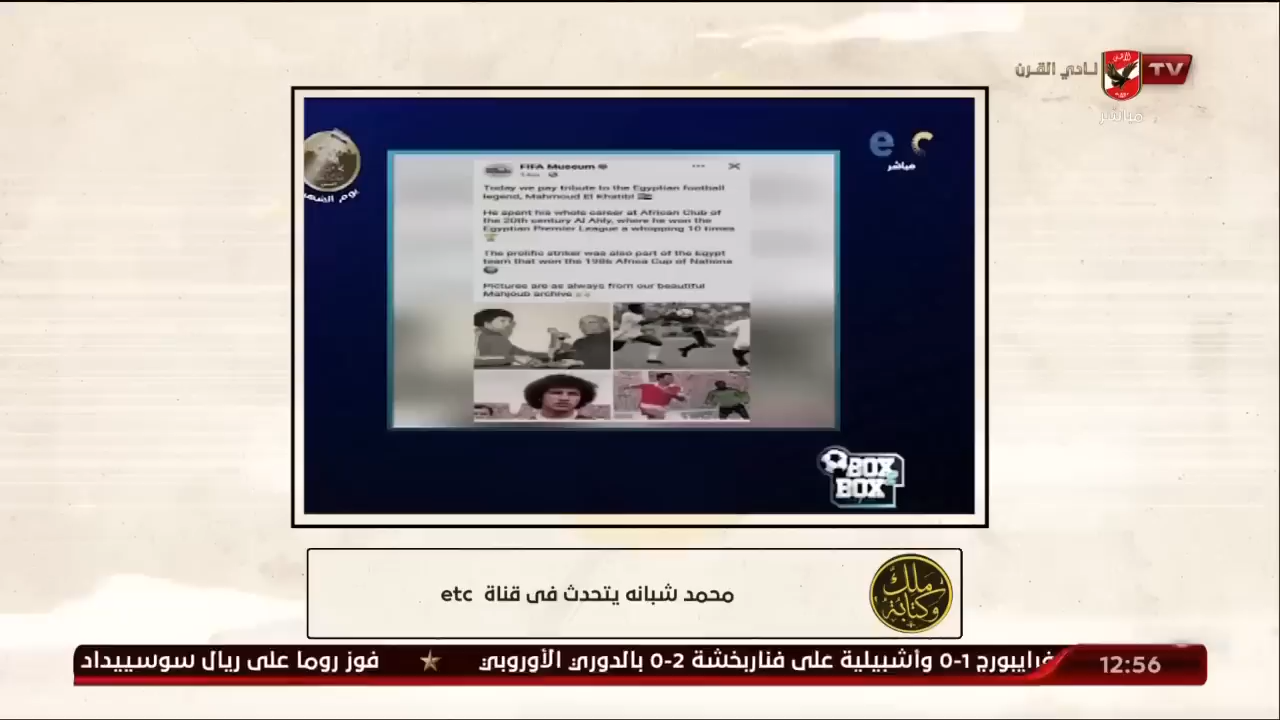 نادي القرن
TV
مباشر
مباشر
يوم الشهيد
FIFA Museum
Today we pay tribute to the Egyptian football
legend, Mahmoud El Khatib!
He spent his whole career at African Club of
the 20th century Al Ahly, where he won the
Egyptian Premier League a whopping 10 times
The prolific striker was also part of the Egypt
team that won the 1986 Africa Cup of Nations
Pictures are as always from our beautiful
Mahjoub archive
BOX 2
BOX
محمد شبانه يتحدث فى قناة etc
ملك
وكتابة
فرايبورج 1-0 وأشبيلية على فناربخشة 2-0 بالدوري الأوروبي ★ فوز روما على ريال سوسييداد
12:56